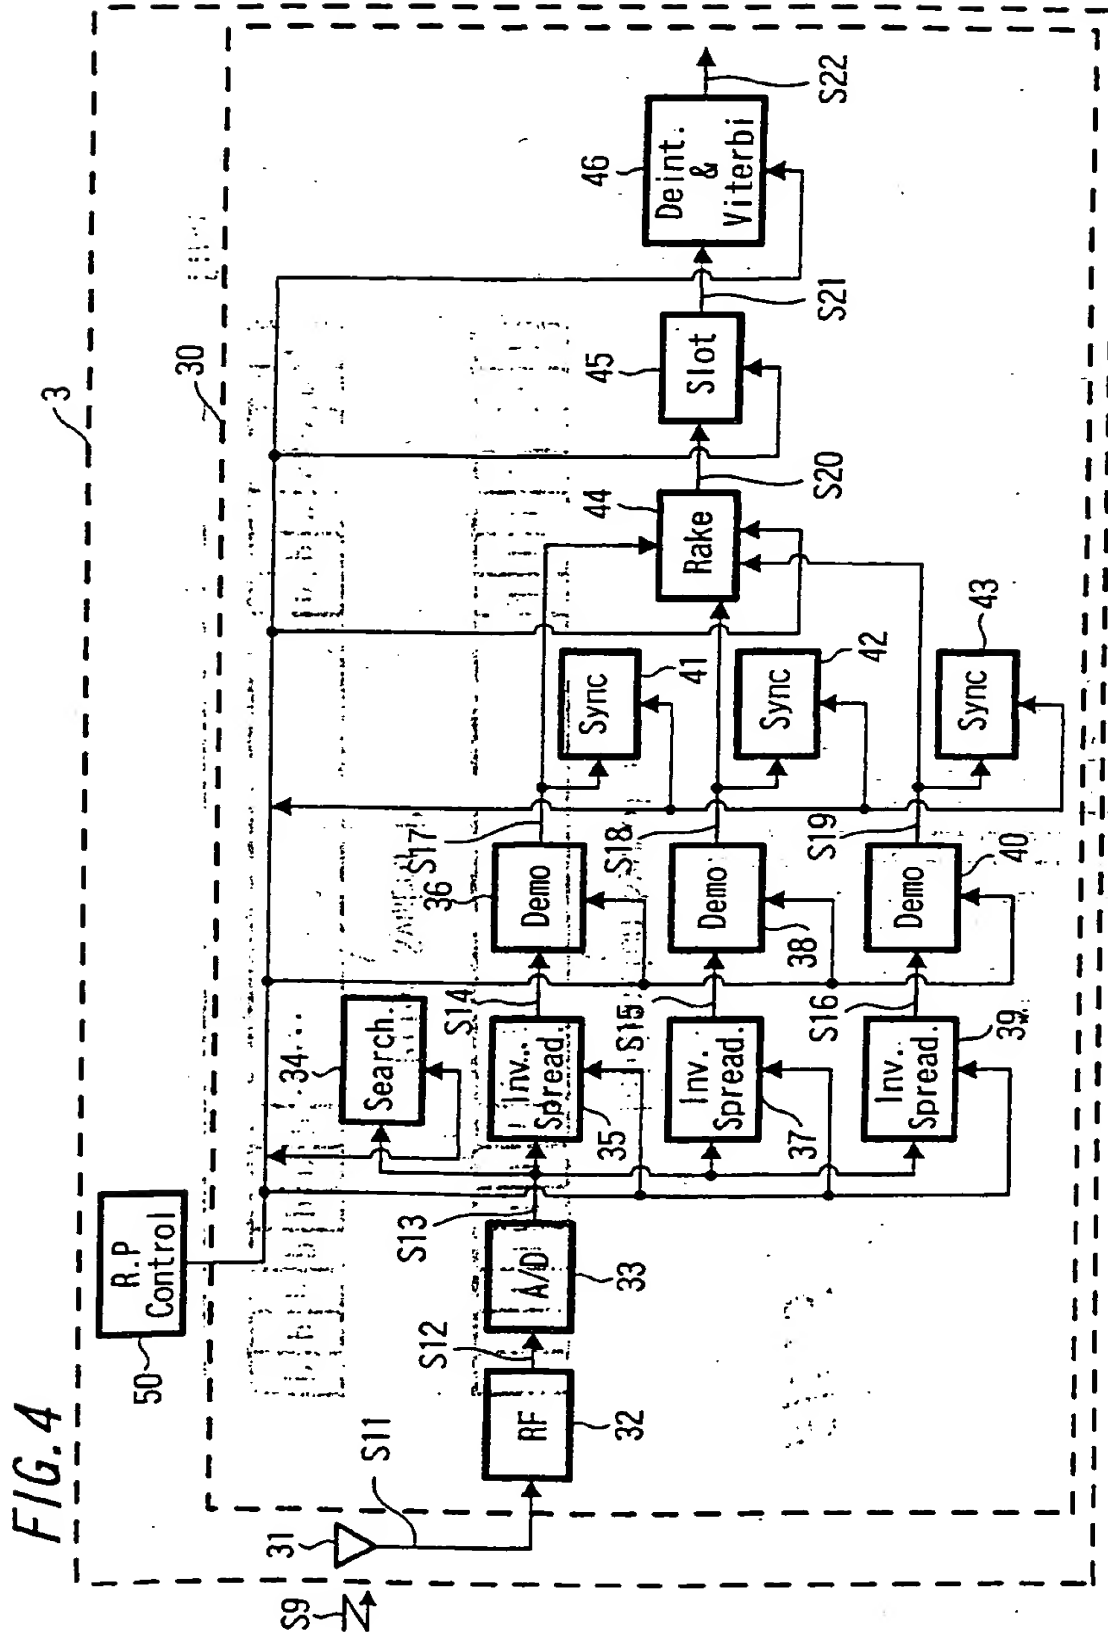 FIG.4
3
30
50
R.P
Control
S9
31
S11
RF
32
S12
A/D
33
S13
34
Search.
Inv..
Spread.
35
S14
36
Demo
S17
Sync
41
Inv.
Spread.
37
S15
Demo
38
S18
Sync
42
Inv.
Spread.
39
S16
Demo
40
S19
Sync
43
44
Rake
S20
45
Slot
S21
46
Deint.
&
Viterbi
S22